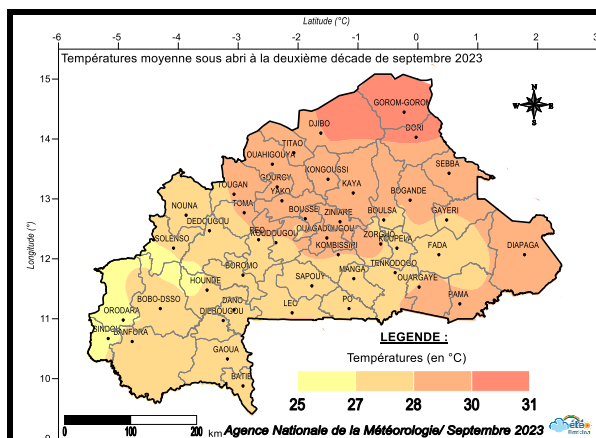 Latitude (°C)
-6 -5 -4 -3 -2 -1 0 1 2 3
Températures moyenne sous abri à la deuxième décade de septembre 2023
15
14
13
12
11
10
Longitude (°)
N
W E
S
GOROM-GOROM
DJIBO
DORI
TITAO
OUAHIGOUYA
KONGOUSSI
SEBBA
GOURCY
TOUGAN
KAYA
YAKO
BOGANDE
NOUNA
TOMA
BOUSSE
BOULSA
GAYERI
DEDOUGOU
ZINIARE
REO
OUAGADOUGOU
ZORGHO
SOLENSO
KOUDOUGOU
KOUPELA
KOMBISSIRI
FADA
DIAPAGA
BOROMO
TENKODOGO
MANGA
HOUNDE
SAPOUY
OUARGAYE
BOBO-DSSO
DANO
LEO
PO
PAMA
ORODARA
DIEBOUGOU
SINDOU
BANFORA
GAOUA
BATIE
LEGENDE :
Températures (en °C)
25 27 28 30 31
0 100 200 km
Agence Nationale de la Météorologie/ Septembre 2023